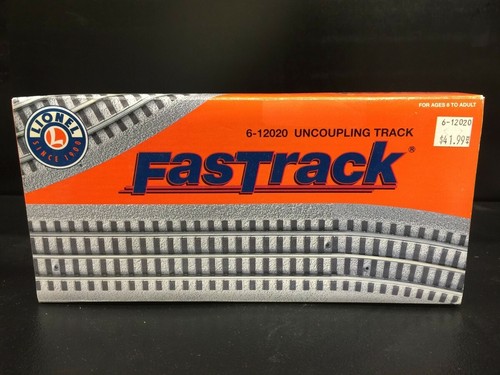 LIONEL
L
SINCE 1900
FOR AGES 8 TO ADULT
6-12020
$41.99
6-12020 UNCOUPLING TRACK
FASTRACK®